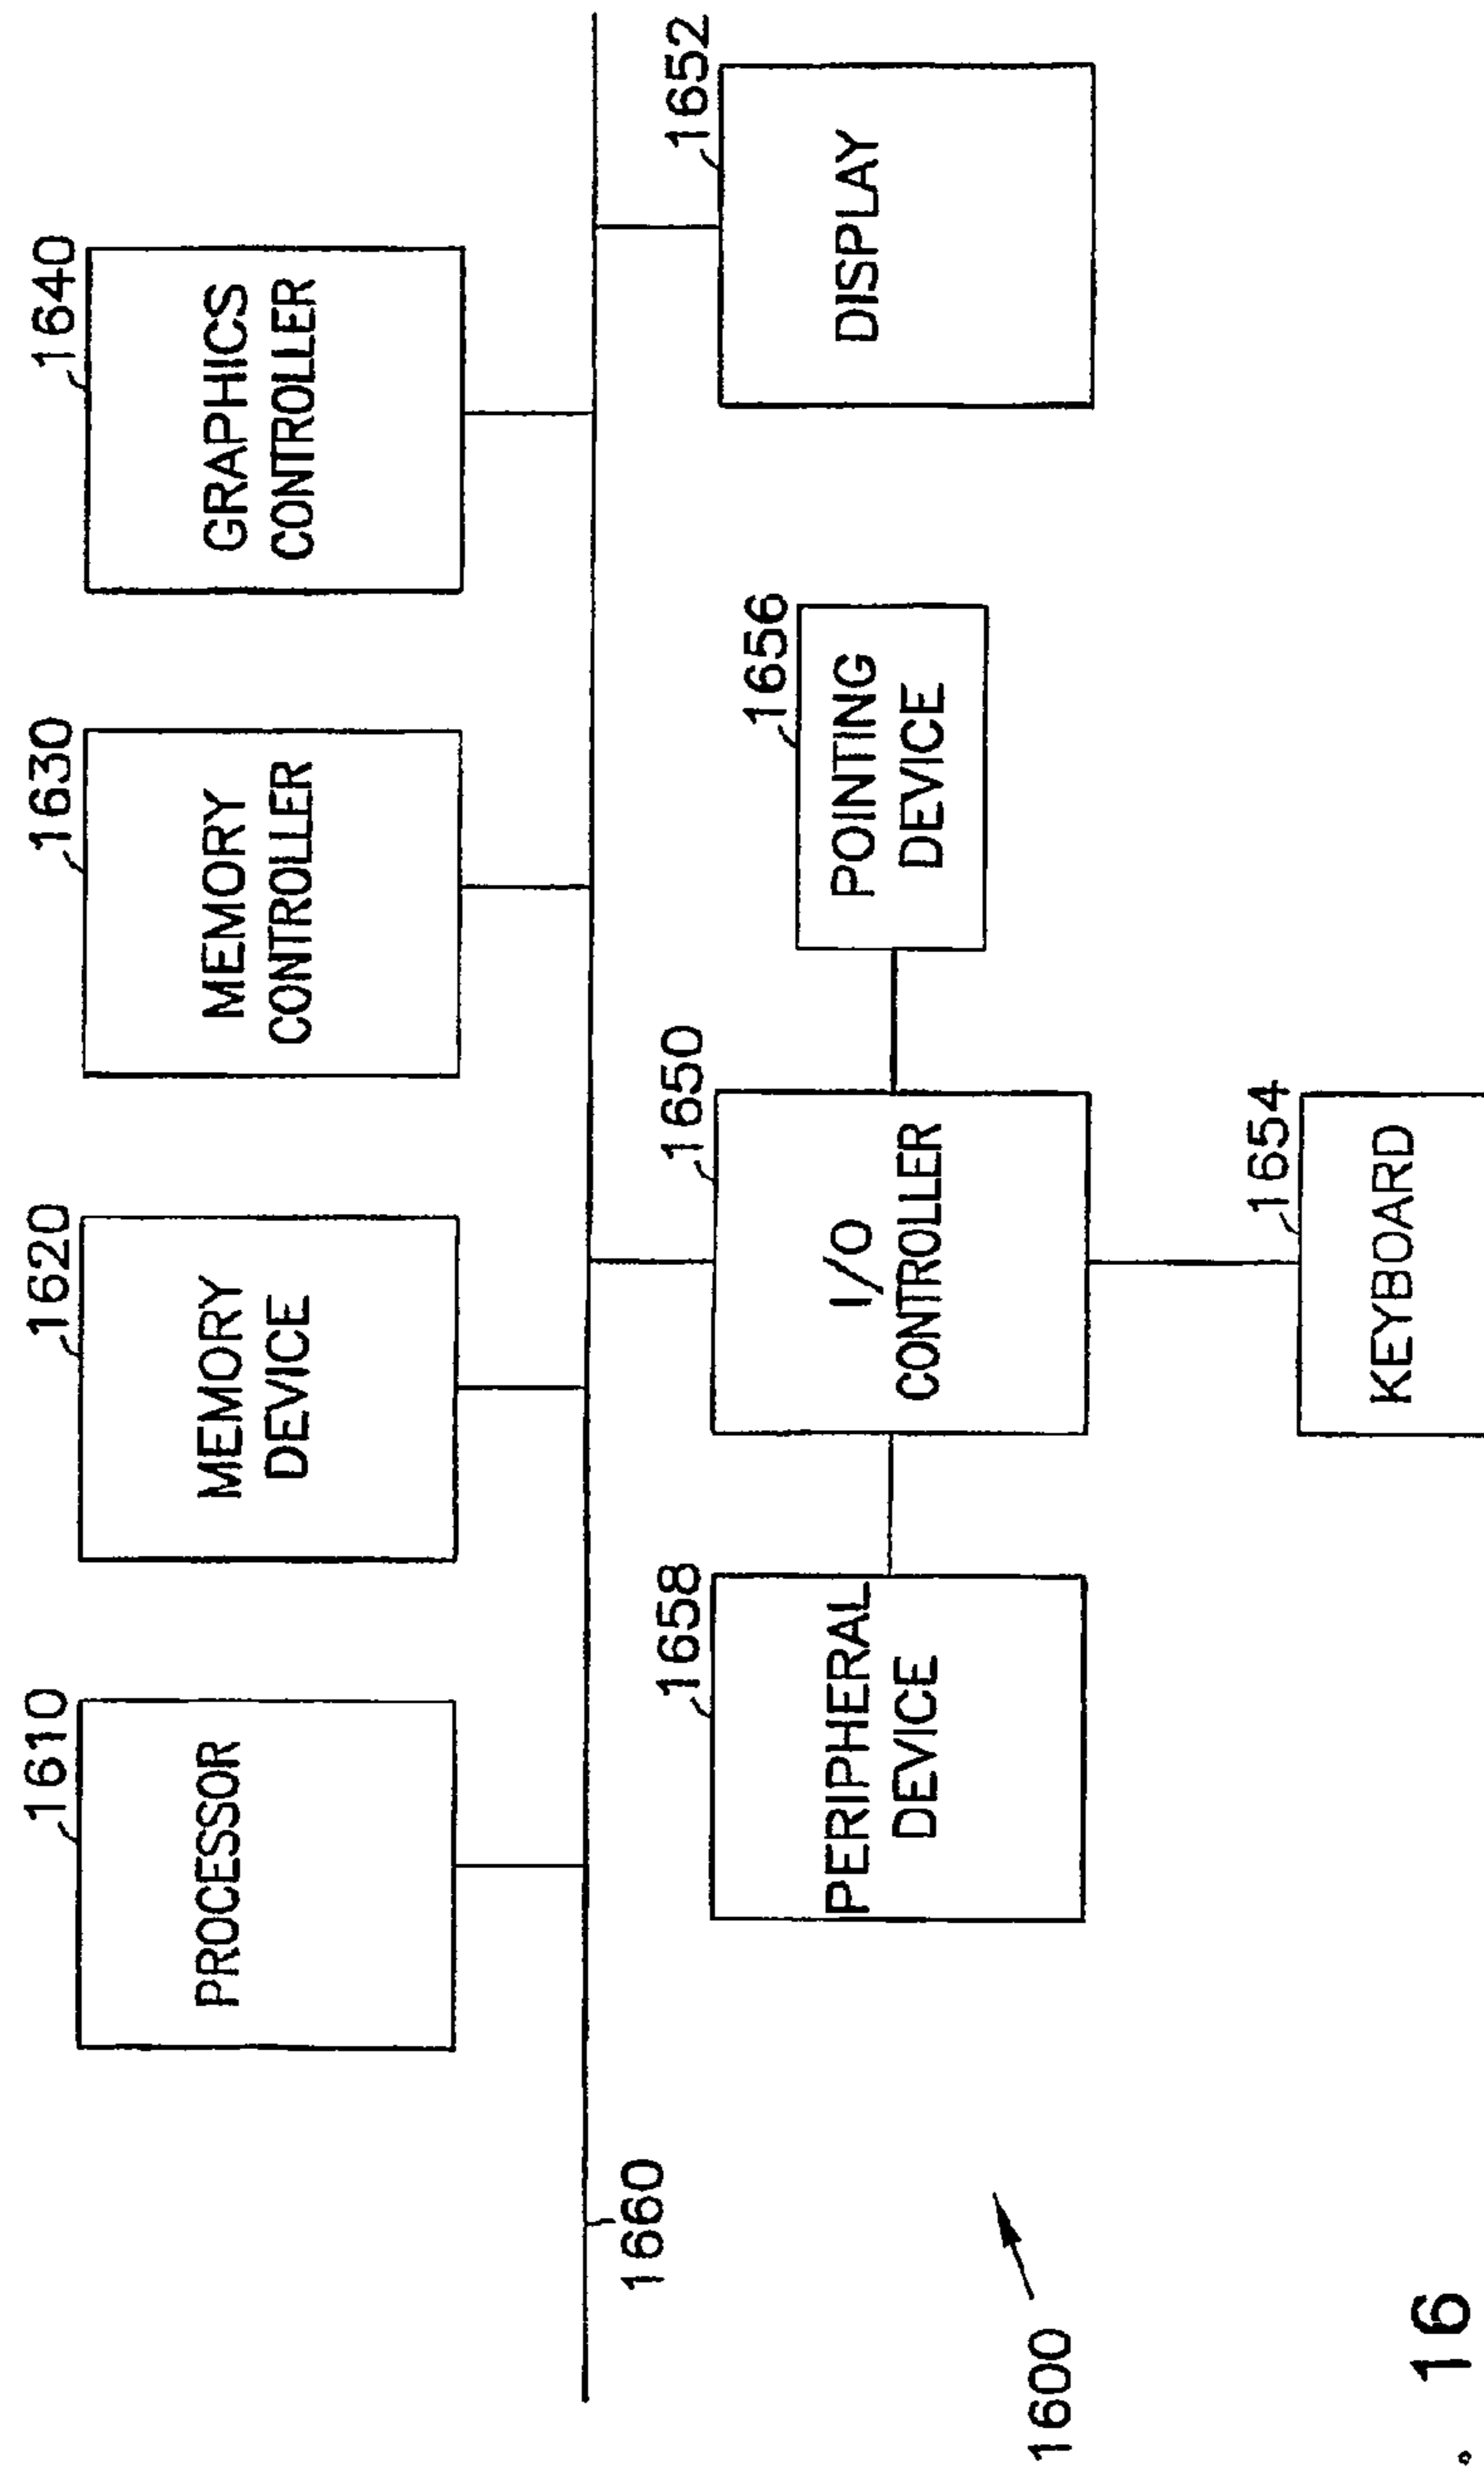 1610
PROCESSOR
1620
MEMORY
DEVICE
1630
MEMORY
CONTROLLER
1640
GRAPHICS
CONTROLLER
1660
1658
PERIPHERAL
DEVICE
1650
I/O
CONTROLLER
1656
POINTING
DEVICE
1652
DISPLAY
1654
KEYBOARD
1600
. 16